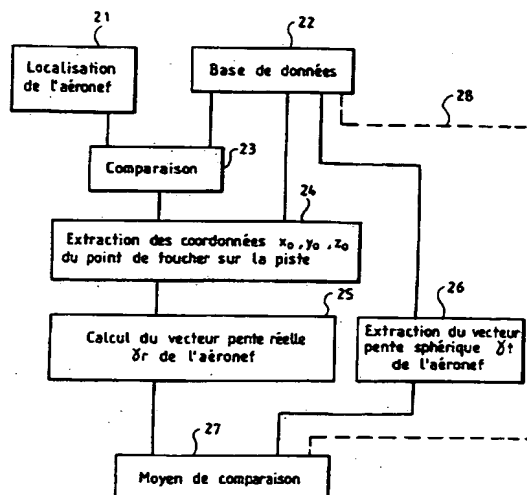 21
Localisation
de l'aéronef
22
Base de données
28
23
Comparaison
24
Extraction des coordonnées x₀, y₀, z₀
du point de toucher sur la piste
25
Calcul du vecteur pente réelle
γr de l'aéronef
26
Extraction du vecteur
pente sphérique γt
de l'aéronef
27
Moyen de comparaison